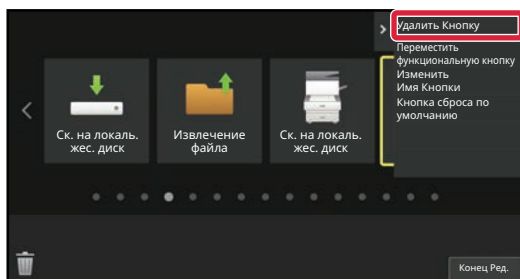 Удалить Кнопку
Переместить
функциональную кнопку
Изменить
Имя Кнопки
Кнопка сброса по
умолчанию
Ск. на локаль.
жес. диск
Извлечение
файла
Ск. на локаль.
жес. диск
Конец Ред.